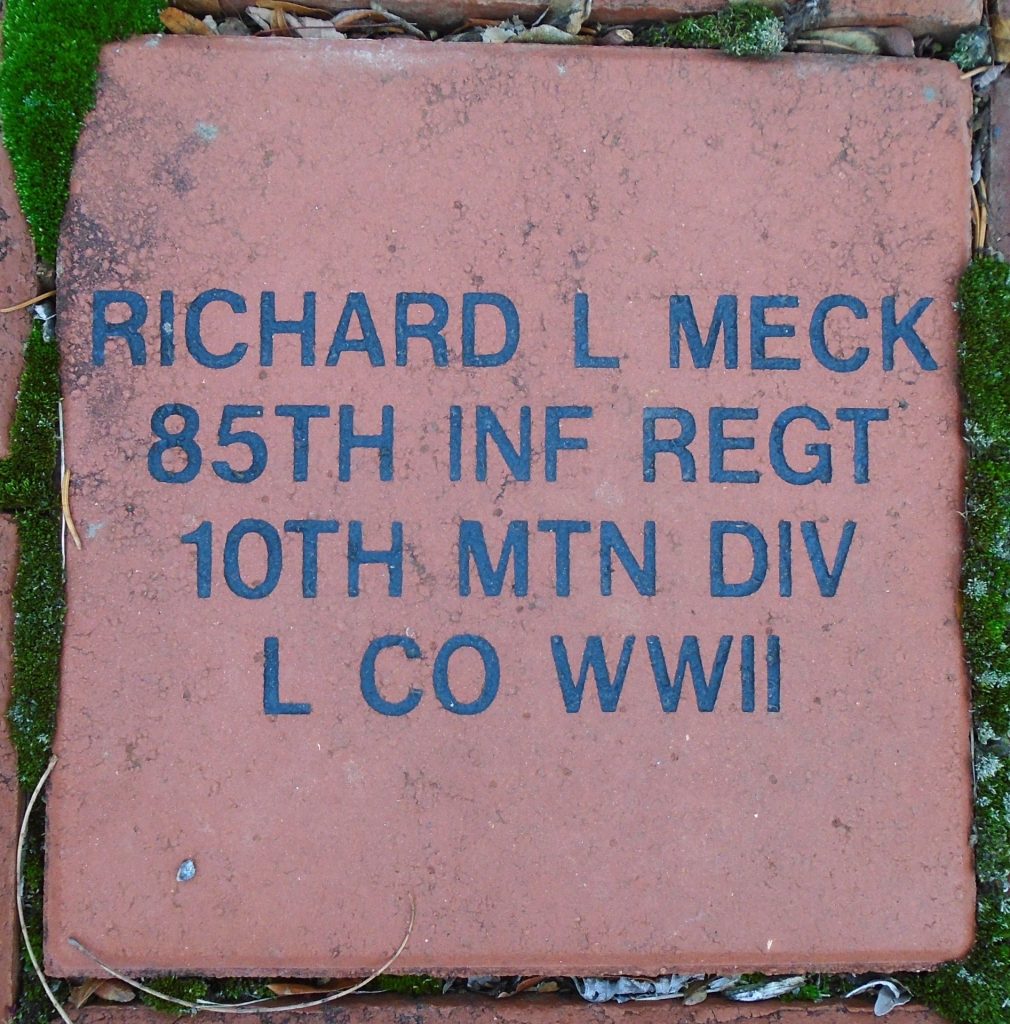 RICHARD L MECK
85TH INF REGT
10TH MTN DIV
L CO WWII